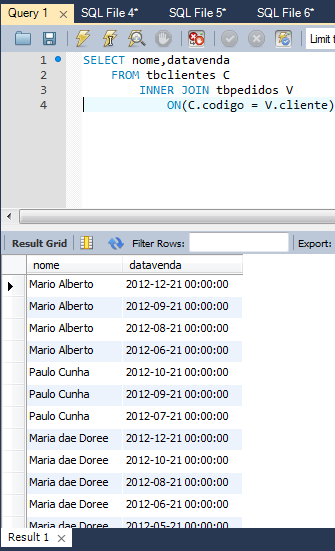 Query 1 × SQL File 4* SQL File 5* SQL File 6*
Limit t
1 SELECT nome,datavenda
2 FROM tbclientes C
3 INNER JOIN tbpedidos V
4 ON(C.codigo = V.cliente)
Result Grid Filter Rows: Export:
nome datavenda
Mario Alberto 2012-12-21 00:00:00
Mario Alberto 2012-09-21 00:00:00
Mario Alberto 2012-08-21 00:00:00
Mario Alberto 2012-06-21 00:00:00
Paulo Cunha 2012-10-21 00:00:00
Paulo Cunha 2012-09-21 00:00:00
Paulo Cunha 2012-07-21 00:00:00
Maria dae Doree 2012-12-21 00:00:00
Maria dae Doree 2012-10-21 00:00:00
Maria dae Doree 2012-08-21 00:00:00
Maria dae Doree 2012-06-21 00:00:00
Maria dae Doree 2012-05-21 00:00:00
Result 1 ×